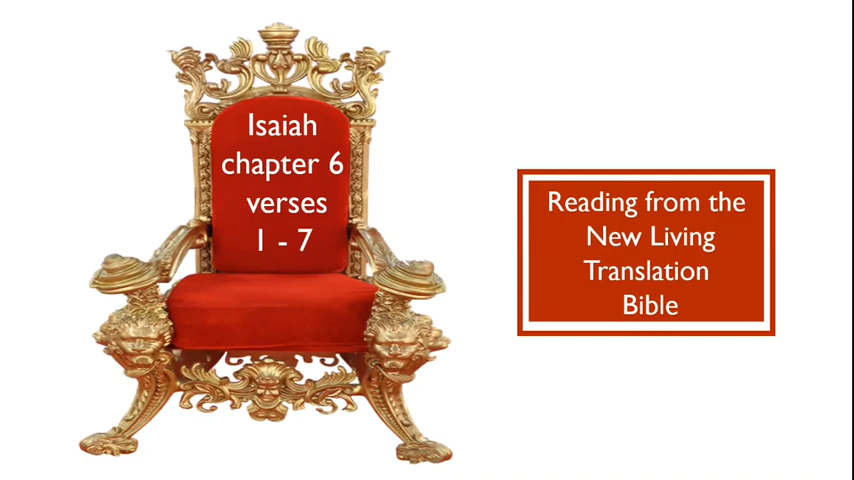 Isaiah
chapter 6
verses
1 - 7
Reading from the
New Living
Translation
Bible